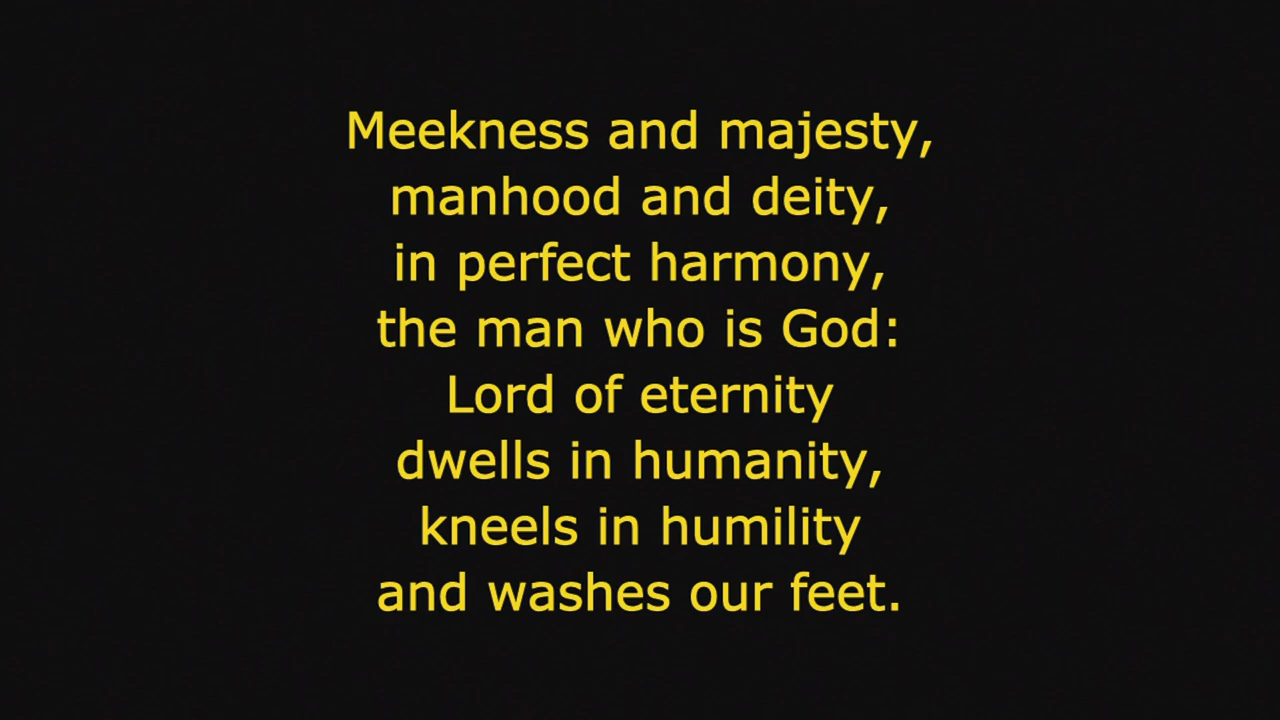 Meekness and majesty,
manhood and deity,
in perfect harmony,
the man who is God:
Lord of eternity
dwells in humanity,
kneels in humility
and washes our feet.